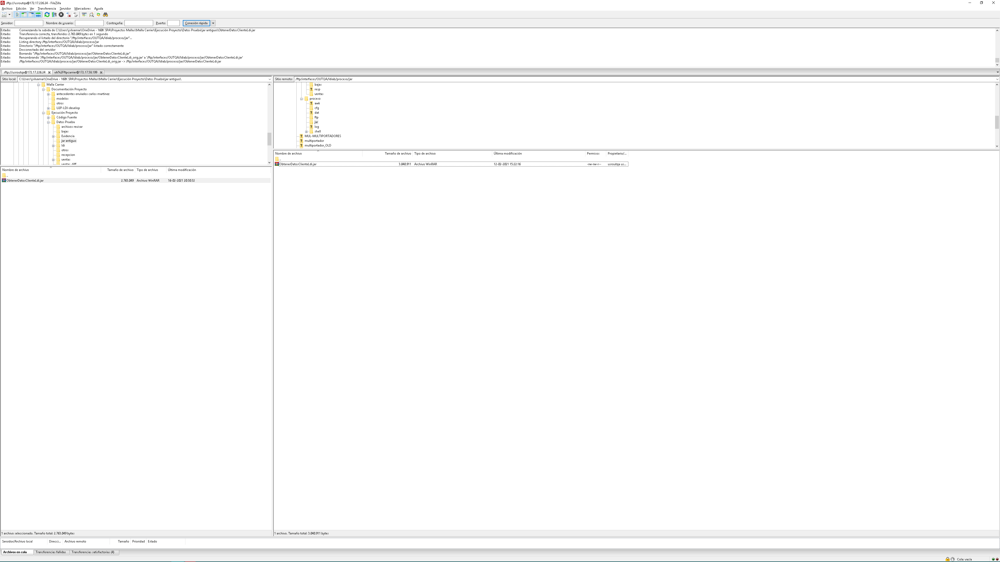 sftp://usroutqa@172.17.226.24 - FileZilla
Archivo Edición Ver Transferencia Servidor Marcadores Ayuda
Servidor: Nombre de usuario: Contraseña: Puerto: Conexión rápida
Estado: Comenzando la subida de C:\Users\jsilvamar\OneDrive - 160K SPA\Proyectos Mallas\Malla Carrier\Ejecución Proyecto\Datos Prueba\jar antiguo\ObtenerDatosClienteLdi.jar
Estado: Transferencia correcta, transferidos 2.763.049 bytes en 1 segundo
Estado: Recuperando el listado del directorio "/ftp/interfaces/OUTQA/ldiab/proceso/jar"...
Estado: Listing directory /ftp/interfaces/OUTQA/ldiab/proceso/jar
Estado: Directorio "/ftp/interfaces/OUTQA/ldiab/proceso/jar" listado correctamente
Estado: Desconectado del servidor
Estado: Borrando "/ftp/interfaces/OUTQA/ldiab/proceso/jar/ObtenerDatosClienteLdi.jar"
Estado: Renombrando '/ftp/interfaces/OUTQA/ldiab/proceso/jar/ObtenerDatosClienteLdi_orig.jar' a '/ftp/interfaces/OUTQA/ldiab/proceso/jar/ObtenerDatosClienteLdi.jar'
Estado: /ftp/interfaces/OUTQA/ldiab/proceso/jar/ObtenerDatosClienteLdi_orig.jar -> /ftp/interfaces/OUTQA/ldiab/proceso/jar/ObtenerDatosClienteLdi.jar
sftp://usroutqa@172.17.226.24 vtr%2Fftpcarrier@172.17.58.199
Sitio local: C:\Users\jsilvamar\OneDrive - 160K SPA\Proyectos Mallas\Malla Carrier\Ejecución Proyecto\Datos Prueba\jar antiguo\
Malla Carrier
Documentación Proyecto
antecedentes enviados carlos martinez
modelos
otros
U2P-LDI-develop
Ejecución Proyecto
Código Fuente
Datos Prueba
archivos revisar
bajas
Evidencia
jar antiguo
ldi
otros
recepcion
ventas
ventas_diff
Nombre de archivo Tamaño de archivo Tipo de archivo Última modificación
..
ObtenerDatosClienteLdi.jar 2.763.049 Archivo WinRAR 16-02-2021 20:30:32
1 archivo seleccionado. Tamaño total: 2.763.049 bytes
Sitio remoto: /ftp/interfaces/OUTQA/ldiab/proceso/jar
bajas
resp
ventas
proceso
awk
cfg
dat
ftp
jar
log
shell
MUL-MULTIPORTADORES
multiportador
multiportador_OLD
Nombre de archivo Tamaño de archivo Tipo de archivo Última modificación Permisos Propietario/...
..
ObtenerDatosClienteLdi.jar 3.040.911 Archivo WinRAR 12-02-2021 15:22:16 -rw-rw-r-- usroutqa us...
1 archivo. Tamaño total: 3.040.911 bytes
Servidor/Archivo local Direcci... Archivo remoto Tamaño Prioridad Estado
Archivos en cola Transferencias fallidas Transferencias satisfactorias (4)
Cola: vacía